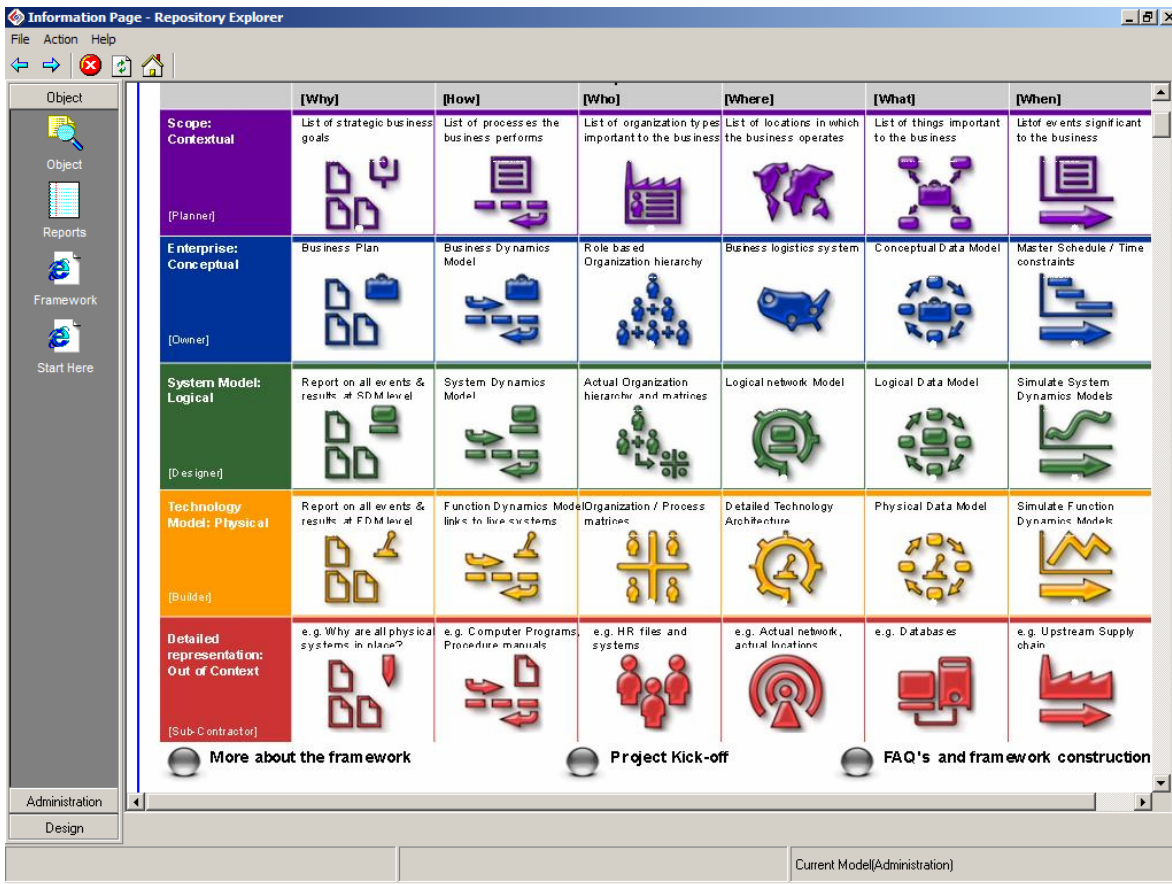 Information Page - Repository Explorer
File Action Help
Object
Object
Reports
Framework
Start Here
Administration
Design
[Why] [How] [Who] [Where] [What] [When]
Scope:
Contextual
[Planner]
List of strategic business
goals
List of processes the
business performs
List of organization types
important to the business
List of locations in which
the business operates
List of things important
to the business
Listof events significant
to the business
Enterprise:
Conceptual
[Owner]
Business Plan
Business Dynamics
Model
Role based
Organization hierarchy
Business logistics system
Conceptual Data Model
Master Schedule / Time
constraints
System Model:
Logical
[Designer]
Report on all events &
results at SDM level
System Dynamics
Model
Actual Organization
hierarchy and matrices
Logical network Model
Logical Data Model
Simulate System
Dynamics Models
Technology
Model: Physical
[Builder]
Report on all events &
results at FDM level
Function Dynamics Model
links to live systems
Organization / Process
matrices
Detailed Technology
Architecture
Physical Data Model
Simulate Function
Dynamics Models
Detailed
representation:
Out of Context
[Sub-Contractor]
e.g. Why are all physical
systems in place?
e.g. Computer Programs,
Procedure manuals
e.g. HR files and
systems
e.g. Actual network,
actual locations
e.g. Databases
e.g. Upstream Supply
chain
More about the framework
Project Kick-off
FAQ's and framework construction
Current Model(Administration)